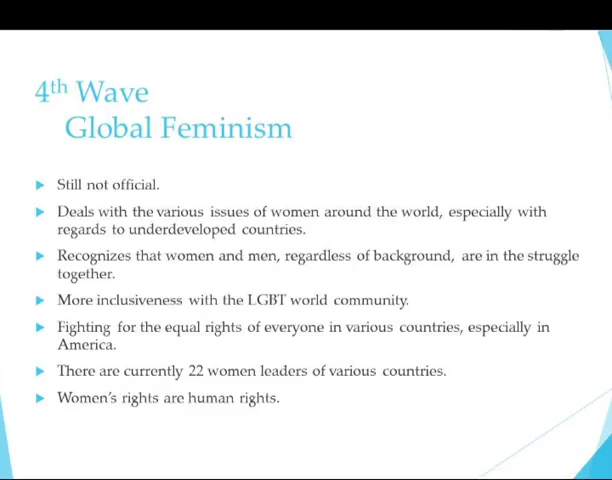 4th Wave
Global Feminism
Still not official.
Deals with the various issues of women around the world, especially with
regards to underdeveloped countries.
Recognizes that women and men, regardless of background, are in the struggle
together.
More inclusiveness with the LGBT world community.
Fighting for the equal rights of everyone in various countries, especially in
America.
There are currently 22 women leaders of various countries.
Women's rights are human rights.